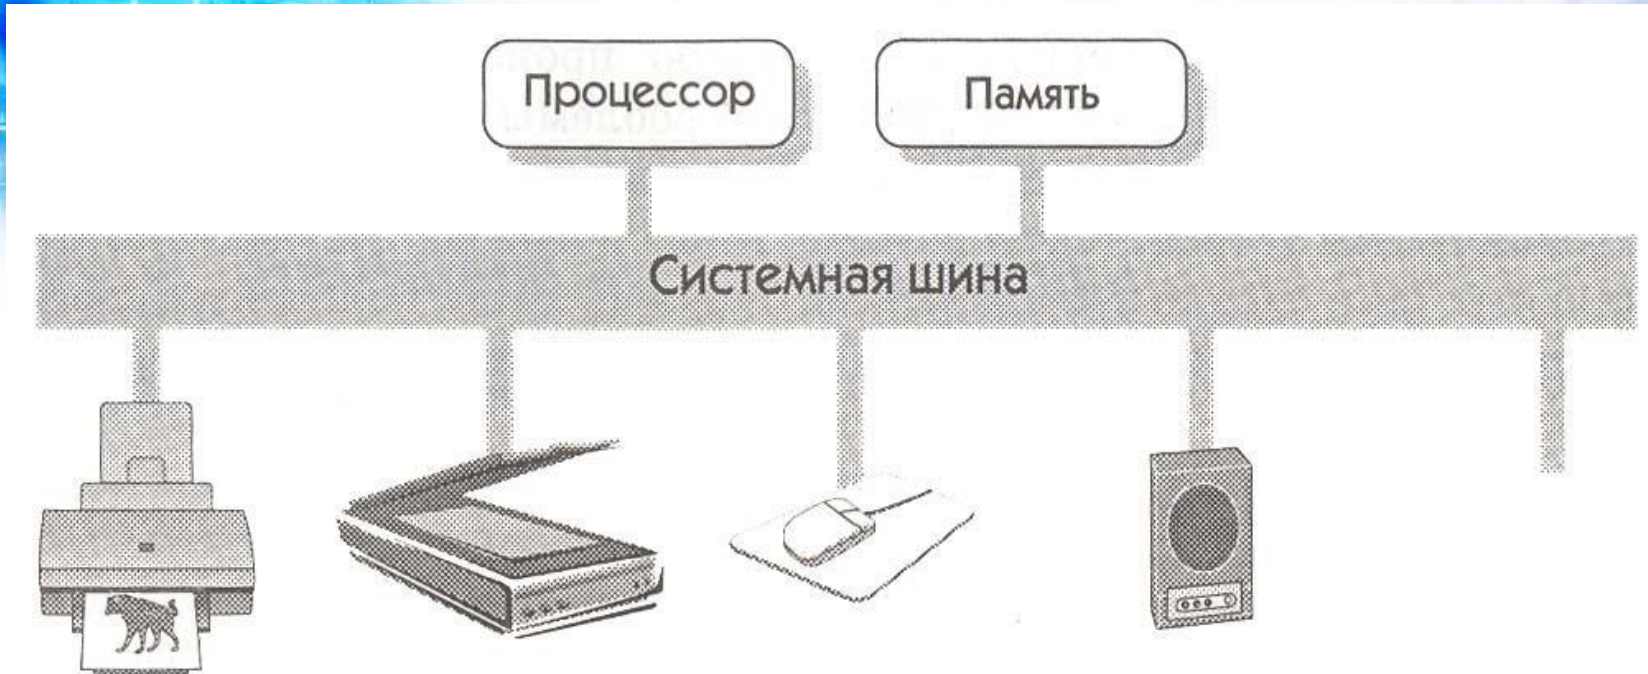 Процессор
Память
Системная шина